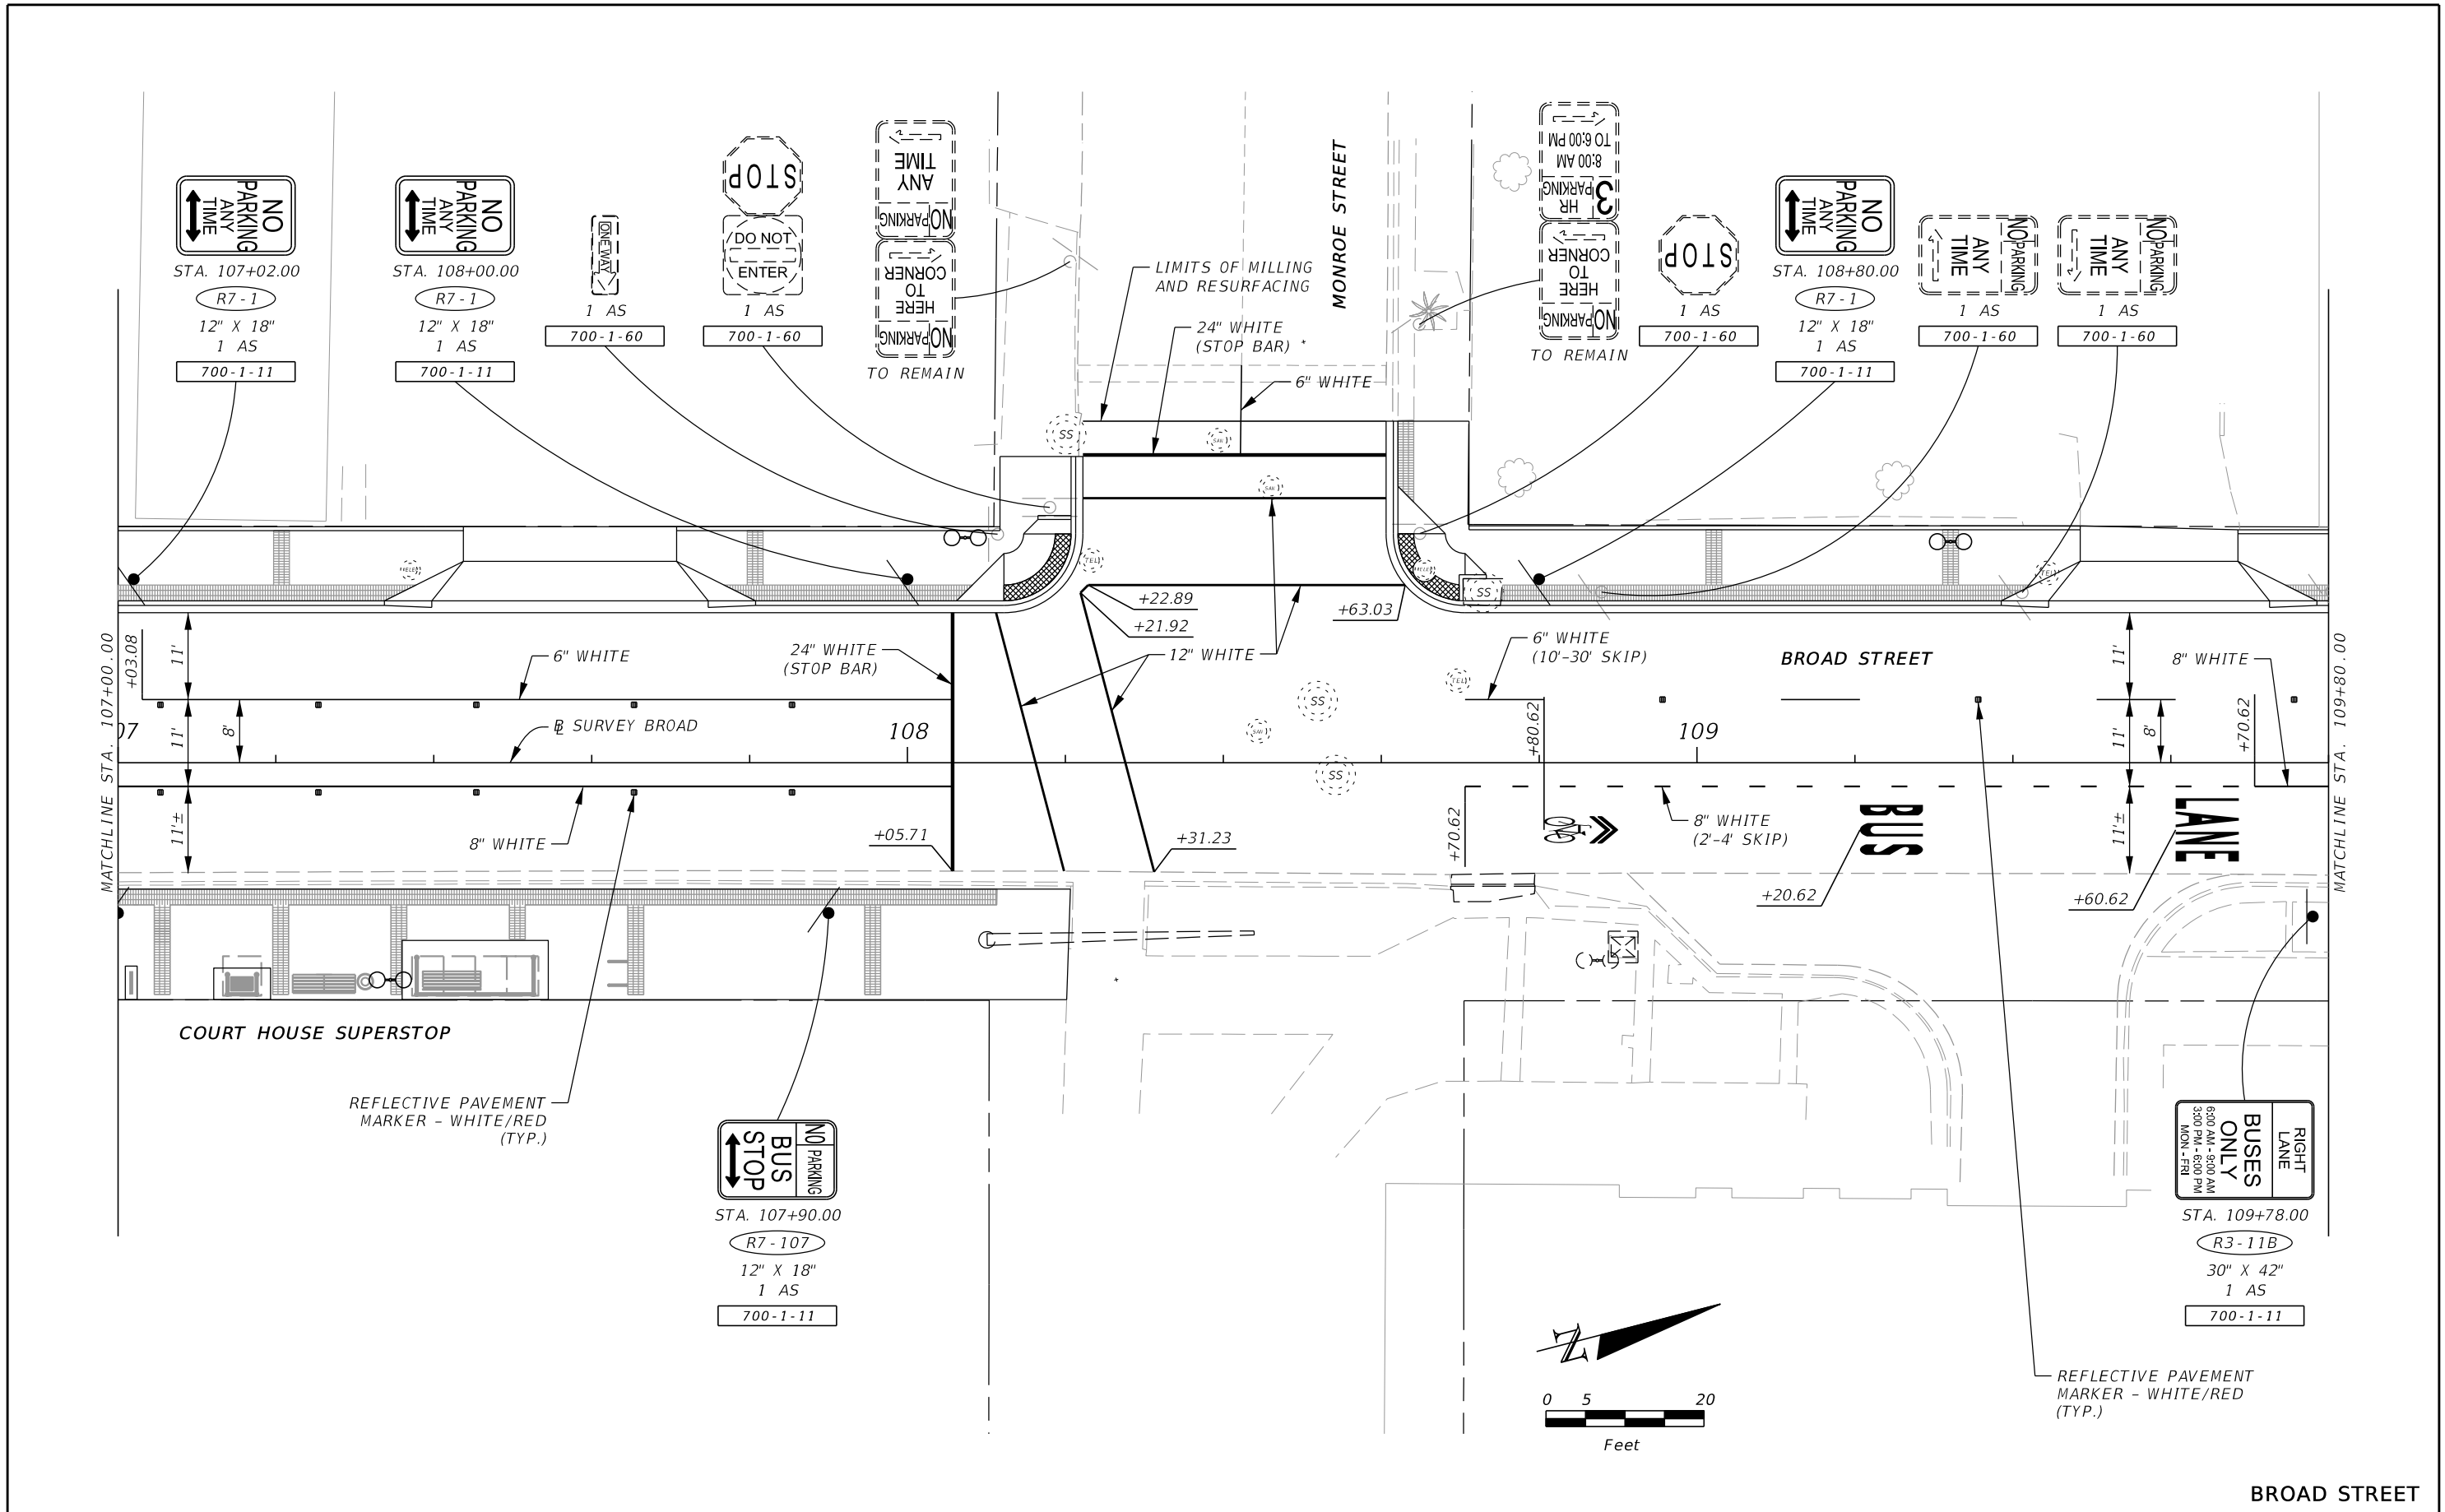 NO
PARKING
ANY
TIME
STA. 107+02.00
R7-1
12" X 18"
1 AS
700-1-11
NO
PARKING
ANY
TIME
STA. 108+00.00
R7-1
12" X 18"
1 AS
700-1-11
ONE WAY
1 AS
700-1-60
STOP
DO NOT
ENTER
1 AS
700-1-60
NO PARKING
ANY
TIME
NO PARKING
HERE
TO
CORNER
TO REMAIN
MONROE STREET
LIMITS OF MILLING
AND RESURFACING
24" WHITE
(STOP BAR)
6" WHITE
3 HR
PARKING
8:00 AM
TO 6:00 PM
NO PARKING
HERE
TO
CORNER
TO REMAIN
STOP
1 AS
700-1-60
NO
PARKING
ANY
TIME
STA. 108+80.00
R7-1
12" X 18"
1 AS
700-1-11
NO PARKING
ANY
TIME
1 AS
700-1-60
NO PARKING
ANY
TIME
1 AS
700-1-60
SS
TEL
SS
TEL
MATCHLINE STA. 107+00.00
+03.08
11'
11'
8'
11'±
6" WHITE
24" WHITE
(STOP BAR)
+22.89
+21.92
+63.03
12" WHITE
6" WHITE
(10'-30' SKIP)
BROAD STREET
8" WHITE
MATCHLINE STA. 109+80.00
TEL
SS
SS
07
BL SURVEY BROAD
108
109
+80.62
+70.62
11'
11'
8'
11'±
8" WHITE
+05.71
+31.23
+70.62
8" WHITE
(2'-4' SKIP)
BUS
LANE
+20.62
+60.62
COURT HOUSE SUPERSTOP
REFLECTIVE PAVEMENT
MARKER - WHITE/RED
(TYP.)
NO PARKING
BUS
STOP
STA. 107+90.00
R7-107
12" X 18"
1 AS
700-1-11
RIGHT
LANE
BUSES
ONLY
6:00 AM - 9:00 AM
3:00 PM - 6:00 PM
MON - FRI
STA. 109+78.00
R3-11B
30" X 42"
1 AS
700-1-11
N
0 5 20
Feet
REFLECTIVE PAVEMENT
MARKER - WHITE/RED
(TYP.)
BROAD STREET